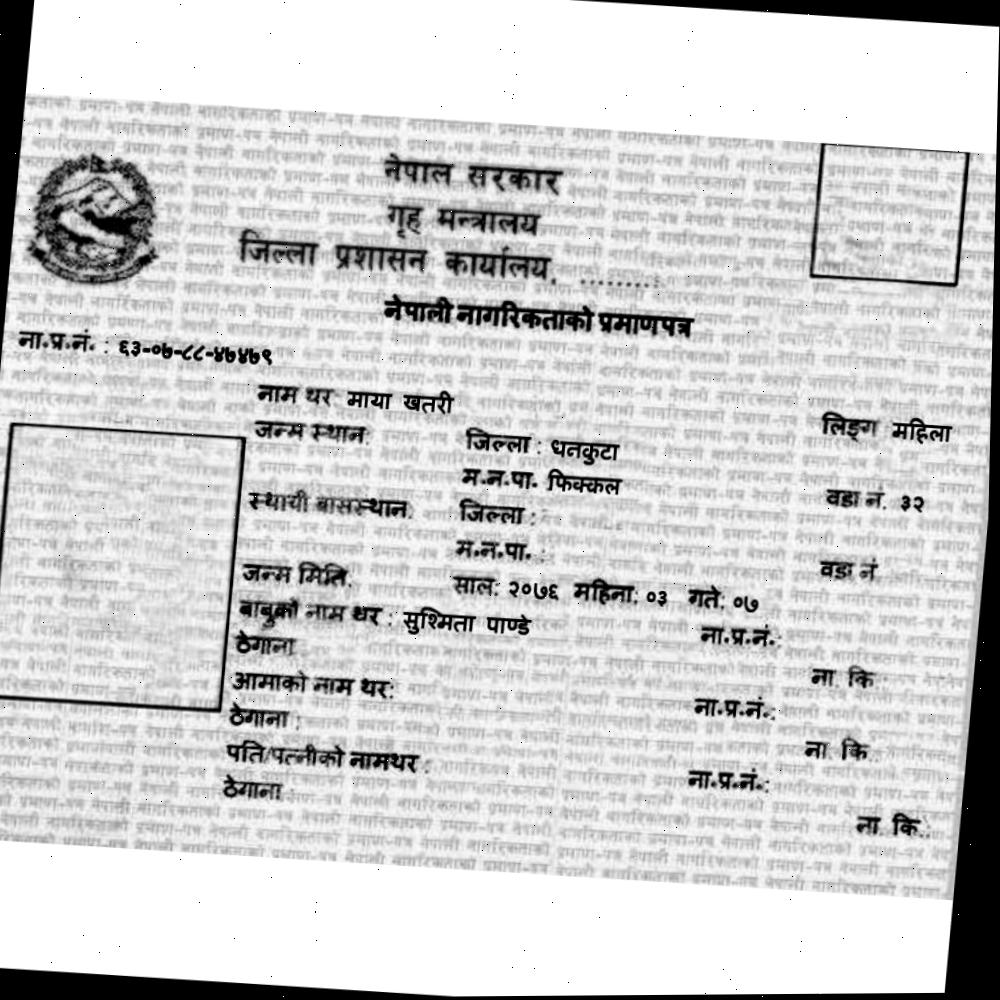 नेपाल सरकार
गृह मन्त्रालय
जिल्ला प्रशासन कार्यालय, .........
नेपाली नागरिकताको प्रमाणपत्र
ना.प्र.नं. : ६३-०७-८८-४७४७९
नाम थर: माया खतरी लिङ्ग महिला
जन्म स्थान: जिल्ला : धनकुटा
म.न.पा. फिक्कल वडा नं. ३२
स्थायी बासस्थान: जिल्ला :
म.न.पा. : वडा नं
जन्म मिति: साल: २०७६ महिना: ०३ गते: ०७
बाबुको नाम थर : सुश्मिता पाण्डे ना.प्र.नं.:
ठेगाना : ना. कि.:
आमाको नाम थर: ना.प्र.नं.:
ठेगाना : ना. कि.:
पति/पत्नीको नामथर : ना.प्र.नं.:
ठेगाना : ना. कि.: